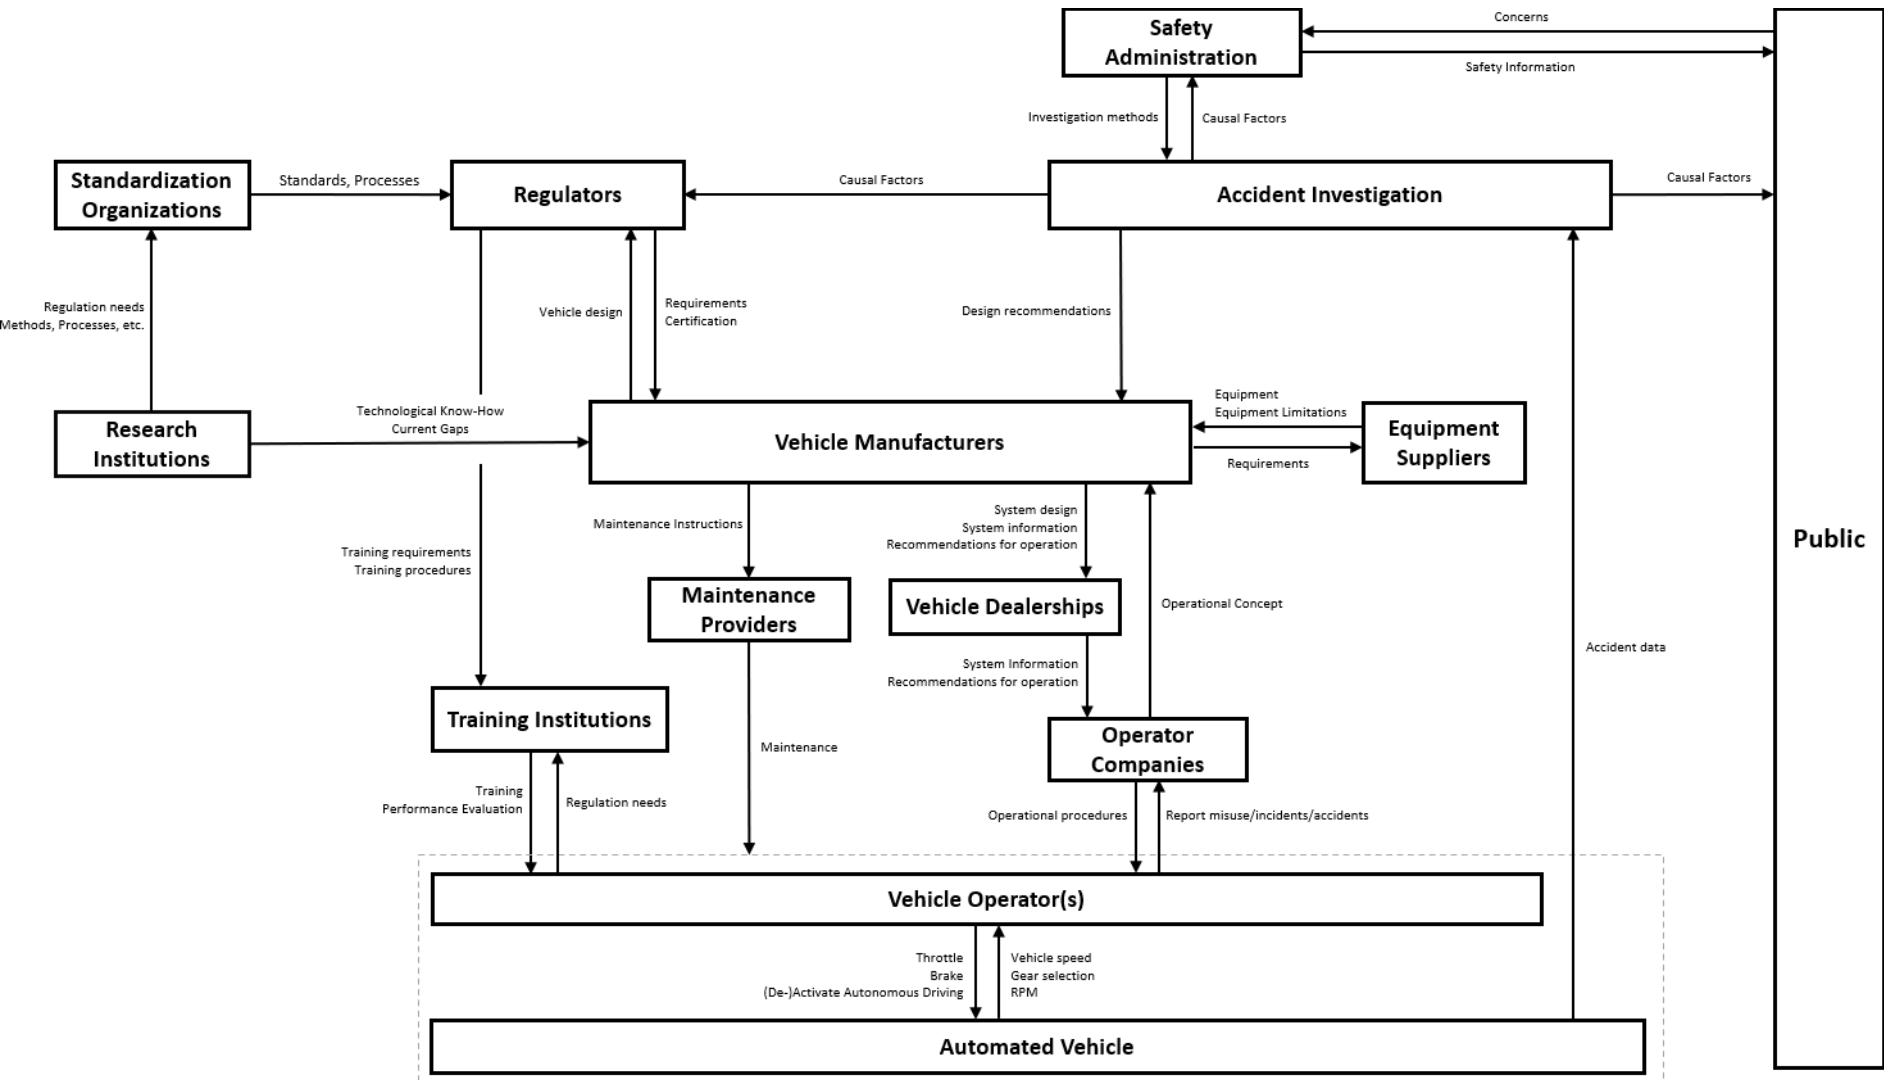 Safety
Administration
Concerns
Safety Information
Investigation methods
Causal Factors
Standardization
Organizations
Standards, Processes
Regulators
Causal Factors
Accident Investigation
Causal Factors
Regulation needs
Methods, Processes, etc.
Vehicle design
Requirements
Certification
Design recommendations
Research
Institutions
Technological Know-How
Current Gaps
Vehicle Manufacturers
Equipment
Equipment Limitations
Requirements
Equipment
Suppliers
Public
Maintenance Instructions
System design
System information
Recommendations for operation
Training requirements
Training procedures
Maintenance
Providers
Vehicle Dealerships
Operational Concept
Accident data
System Information
Recommendations for operation
Training Institutions
Maintenance
Operator
Companies
Training
Performance Evaluation
Regulation needs
Operational procedures
Report misuse/incidents/accidents
Vehicle Operator(s)
Throttle
Brake
(De-)Activate Autonomous Driving
Vehicle speed
Gear selection
RPM
Automated Vehicle